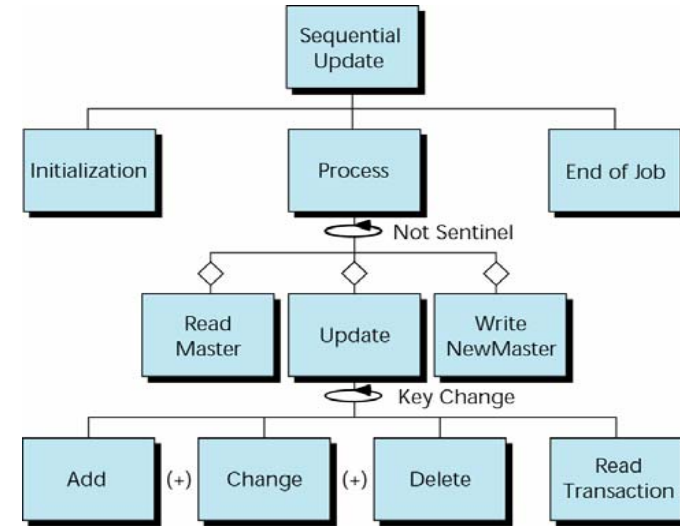 Sequential
Update
Initialization
Process
End of Job
Not Sentinel
Read
Master
Update
Write
NewMaster
Key Change
Add
(+)
Change
(+)
Delete
Read
Transaction